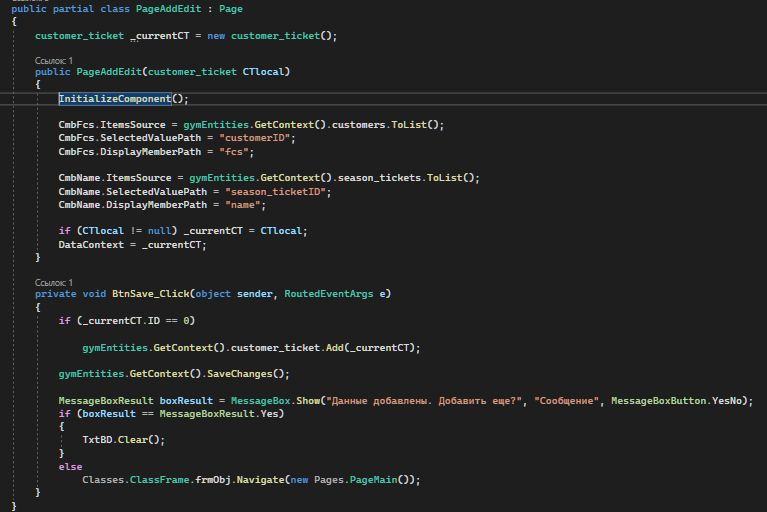 public partial class PageAddEdit : Page
{
customer_ticket _currentCT = new customer_ticket();
Ссылок: 1
public PageAddEdit(customer_ticket CTlocal)
{
InitializeComponent();
CmbFcs.ItemsSource = gymEntities.GetContext().customers.ToList();
CmbFcs.SelectedValuePath = "customerID";
CmbFcs.DisplayMemberPath = "fcs";
CmbName.ItemsSource = gymEntities.GetContext().season_tickets.ToList();
CmbName.SelectedValuePath = "season_ticketID";
CmbName.DisplayMemberPath = "name";
if (CTlocal != null) _currentCT = CTlocal;
DataContext = _currentCT;
}
Ссылок: 1
private void BtnSave_Click(object sender, RoutedEventArgs e)
{
if (_currentCT.ID == 0)
gymEntities.GetContext().customer_ticket.Add(_currentCT);
gymEntities.GetContext().SaveChanges();
MessageBoxResult boxResult = MessageBox.Show("Данные добавлены. Добавить еще?", "Сообщение", MessageBoxButton.YesNo);
if (boxResult == MessageBoxResult.Yes)
{
TxtBD.Clear();
}
else
Classes.ClassFrame.frmObj.Navigate(new Pages.PageMain());
}
}